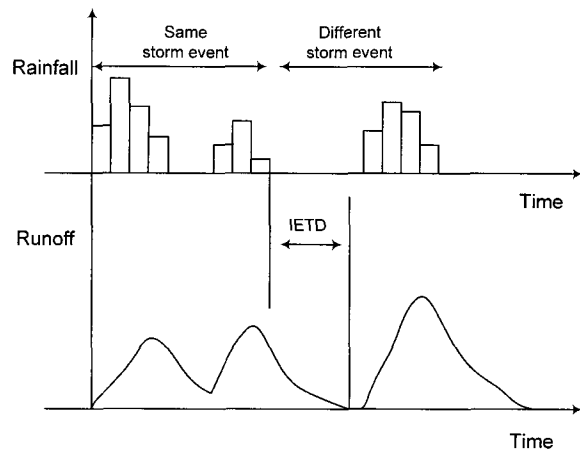 Same
storm event
Different
storm event
Rainfall
Time
Runoff
IETD
Time